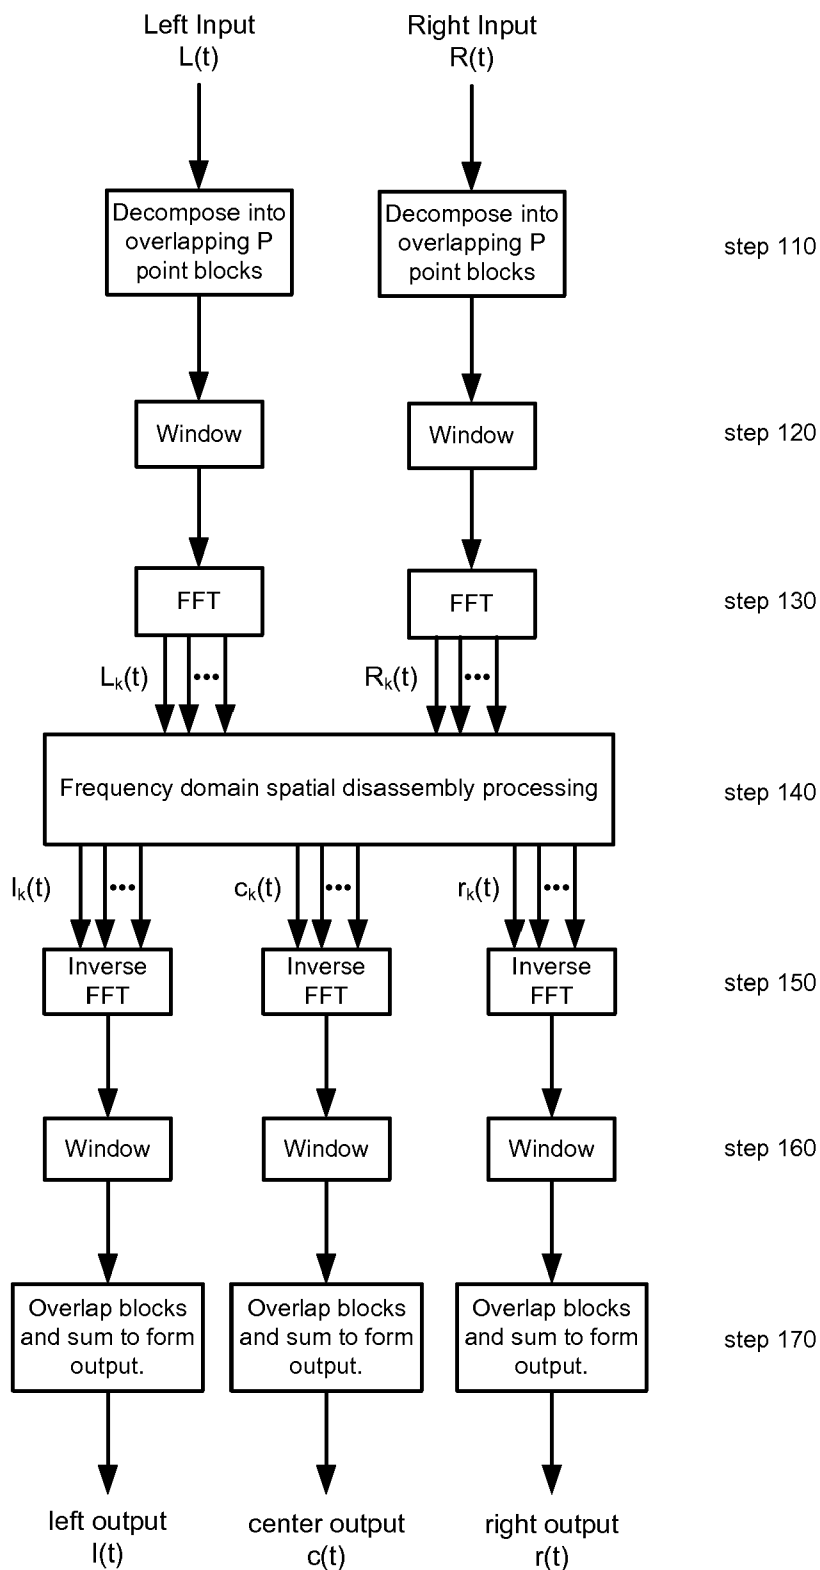 Left Input
L(t)
Right Input
R(t)
Decompose into
overlapping P
point blocks
Decompose into
overlapping P
point blocks
step 110
Window
Window
step 120
FFT
FFT
step 130
Lk(t)
•••
Rk(t)
•••
Frequency domain spatial disassembly processing
step 140
lk(t)
•••
ck(t)
•••
rk(t)
•••
Inverse
FFT
Inverse
FFT
Inverse
FFT
step 150
Window
Window
Window
step 160
Overlap blocks
and sum to form
output.
Overlap blocks
and sum to form
output.
Overlap blocks
and sum to form
output.
step 170
left output
l(t)
center output
c(t)
right output
r(t)